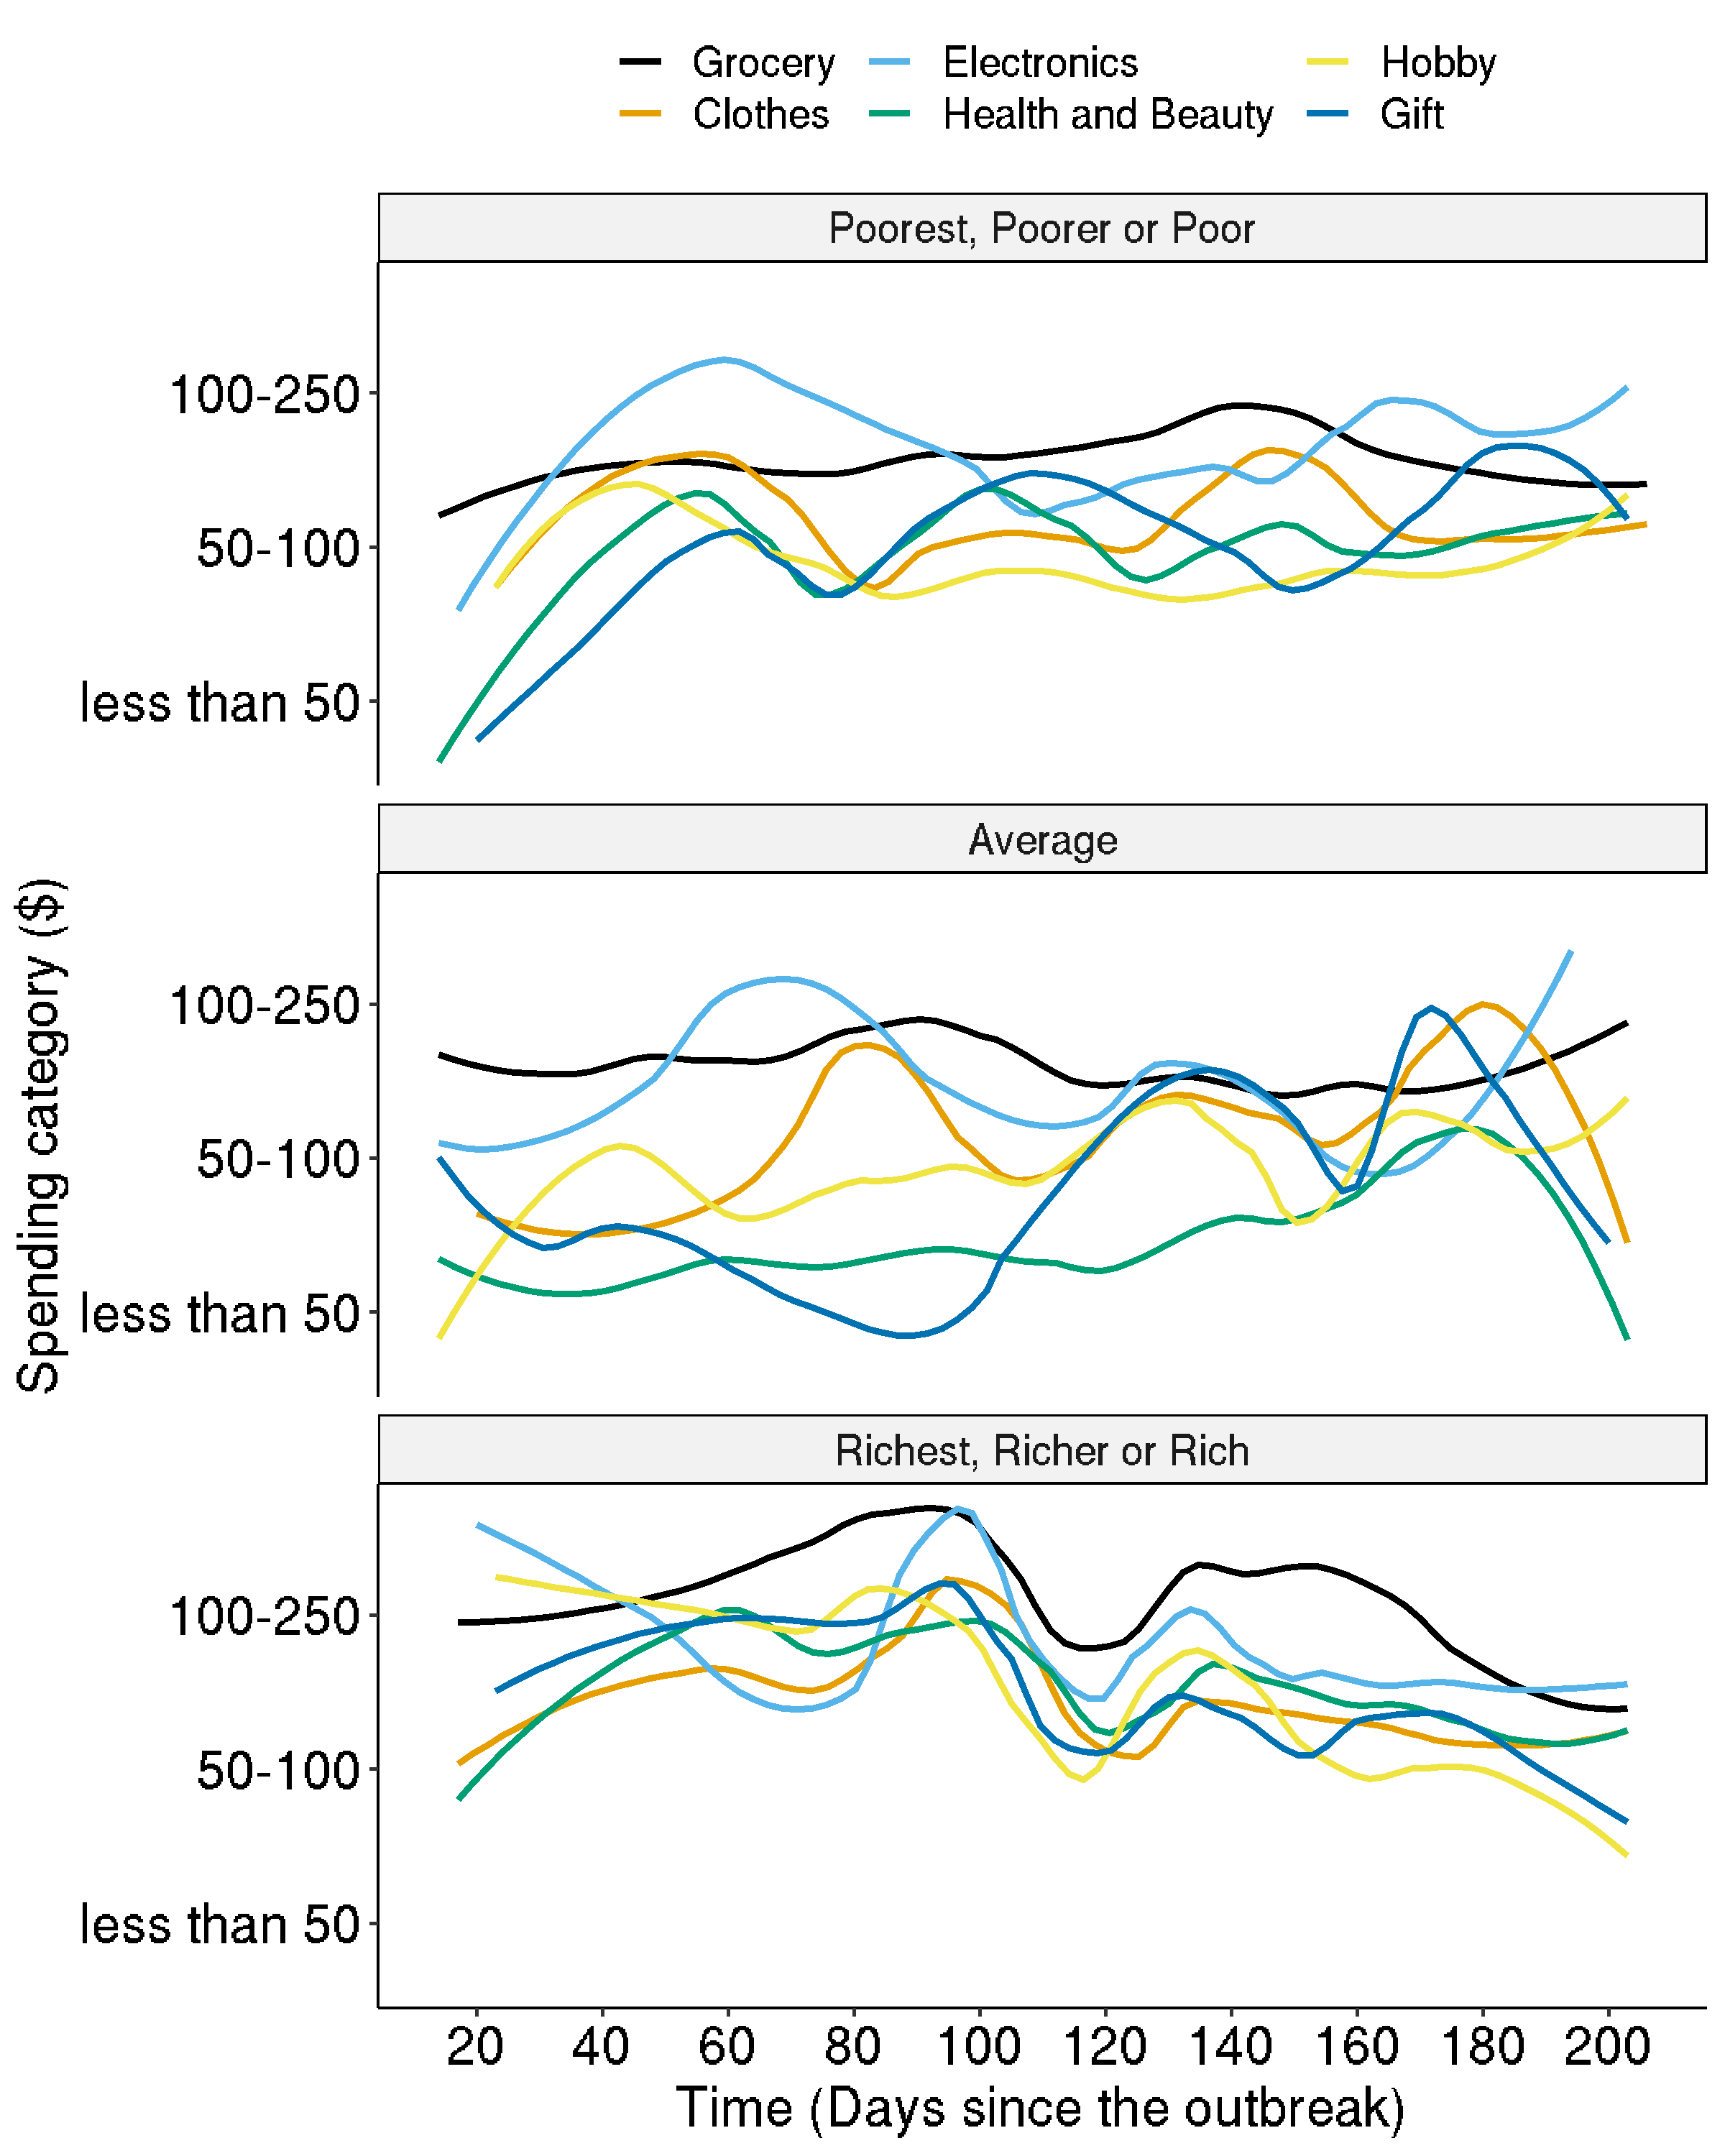 Grocery Electronics Hobby
Clothes Health and Beauty Gift
Poorest, Poorer or Poor
100-250
50-100
less than 50
Average
100-250
50-100
less than 50
Richest, Richer or Rich
100-250
50-100
less than 50
20 40 60 80 100 120 140 160 180 200
Time (Days since the outbreak)
Spending category ($)